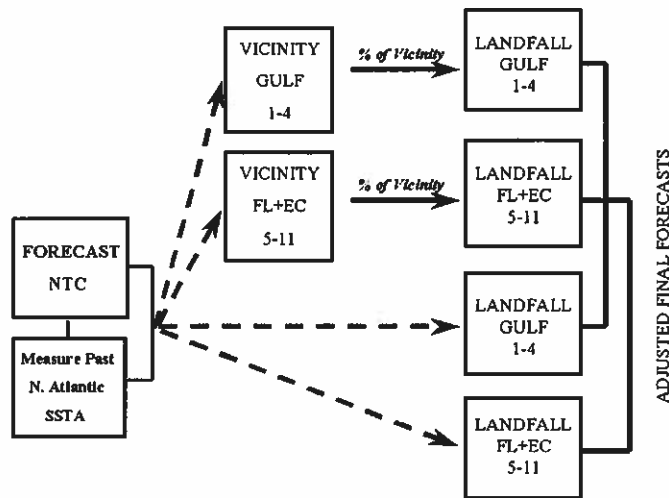 VICINITY
GULF
1-4
% of Vicinity
LANDFALL
GULF
1-4
VICINITY
FL+EC
5-11
% of Vicinity
LANDFALL
FL+EC
5-11
FORECAST
NTC
Measure Past
N. Atlantic
SSTA
LANDFALL
GULF
1-4
LANDFALL
FL+EC
5-11
ADJUSTED FINAL FORECASTS